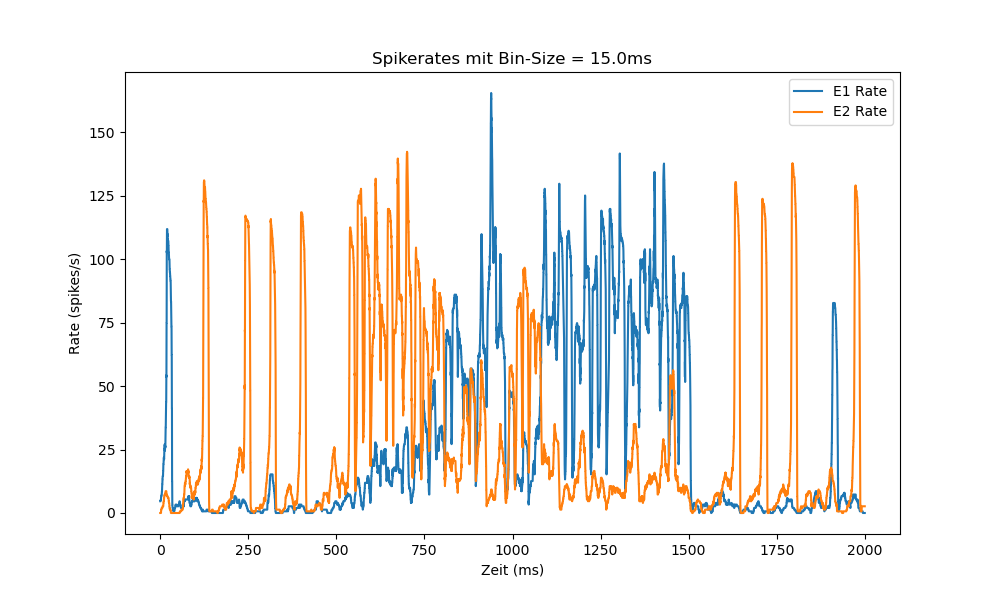 Spikerates mit Bin-Size = 15.0ms
E1 Rate
E2 Rate
Rate (spikes/s)
150
125
100
75
50
25
0
0 250 500 750 1000 1250 1500 1750 2000
Zeit (ms)